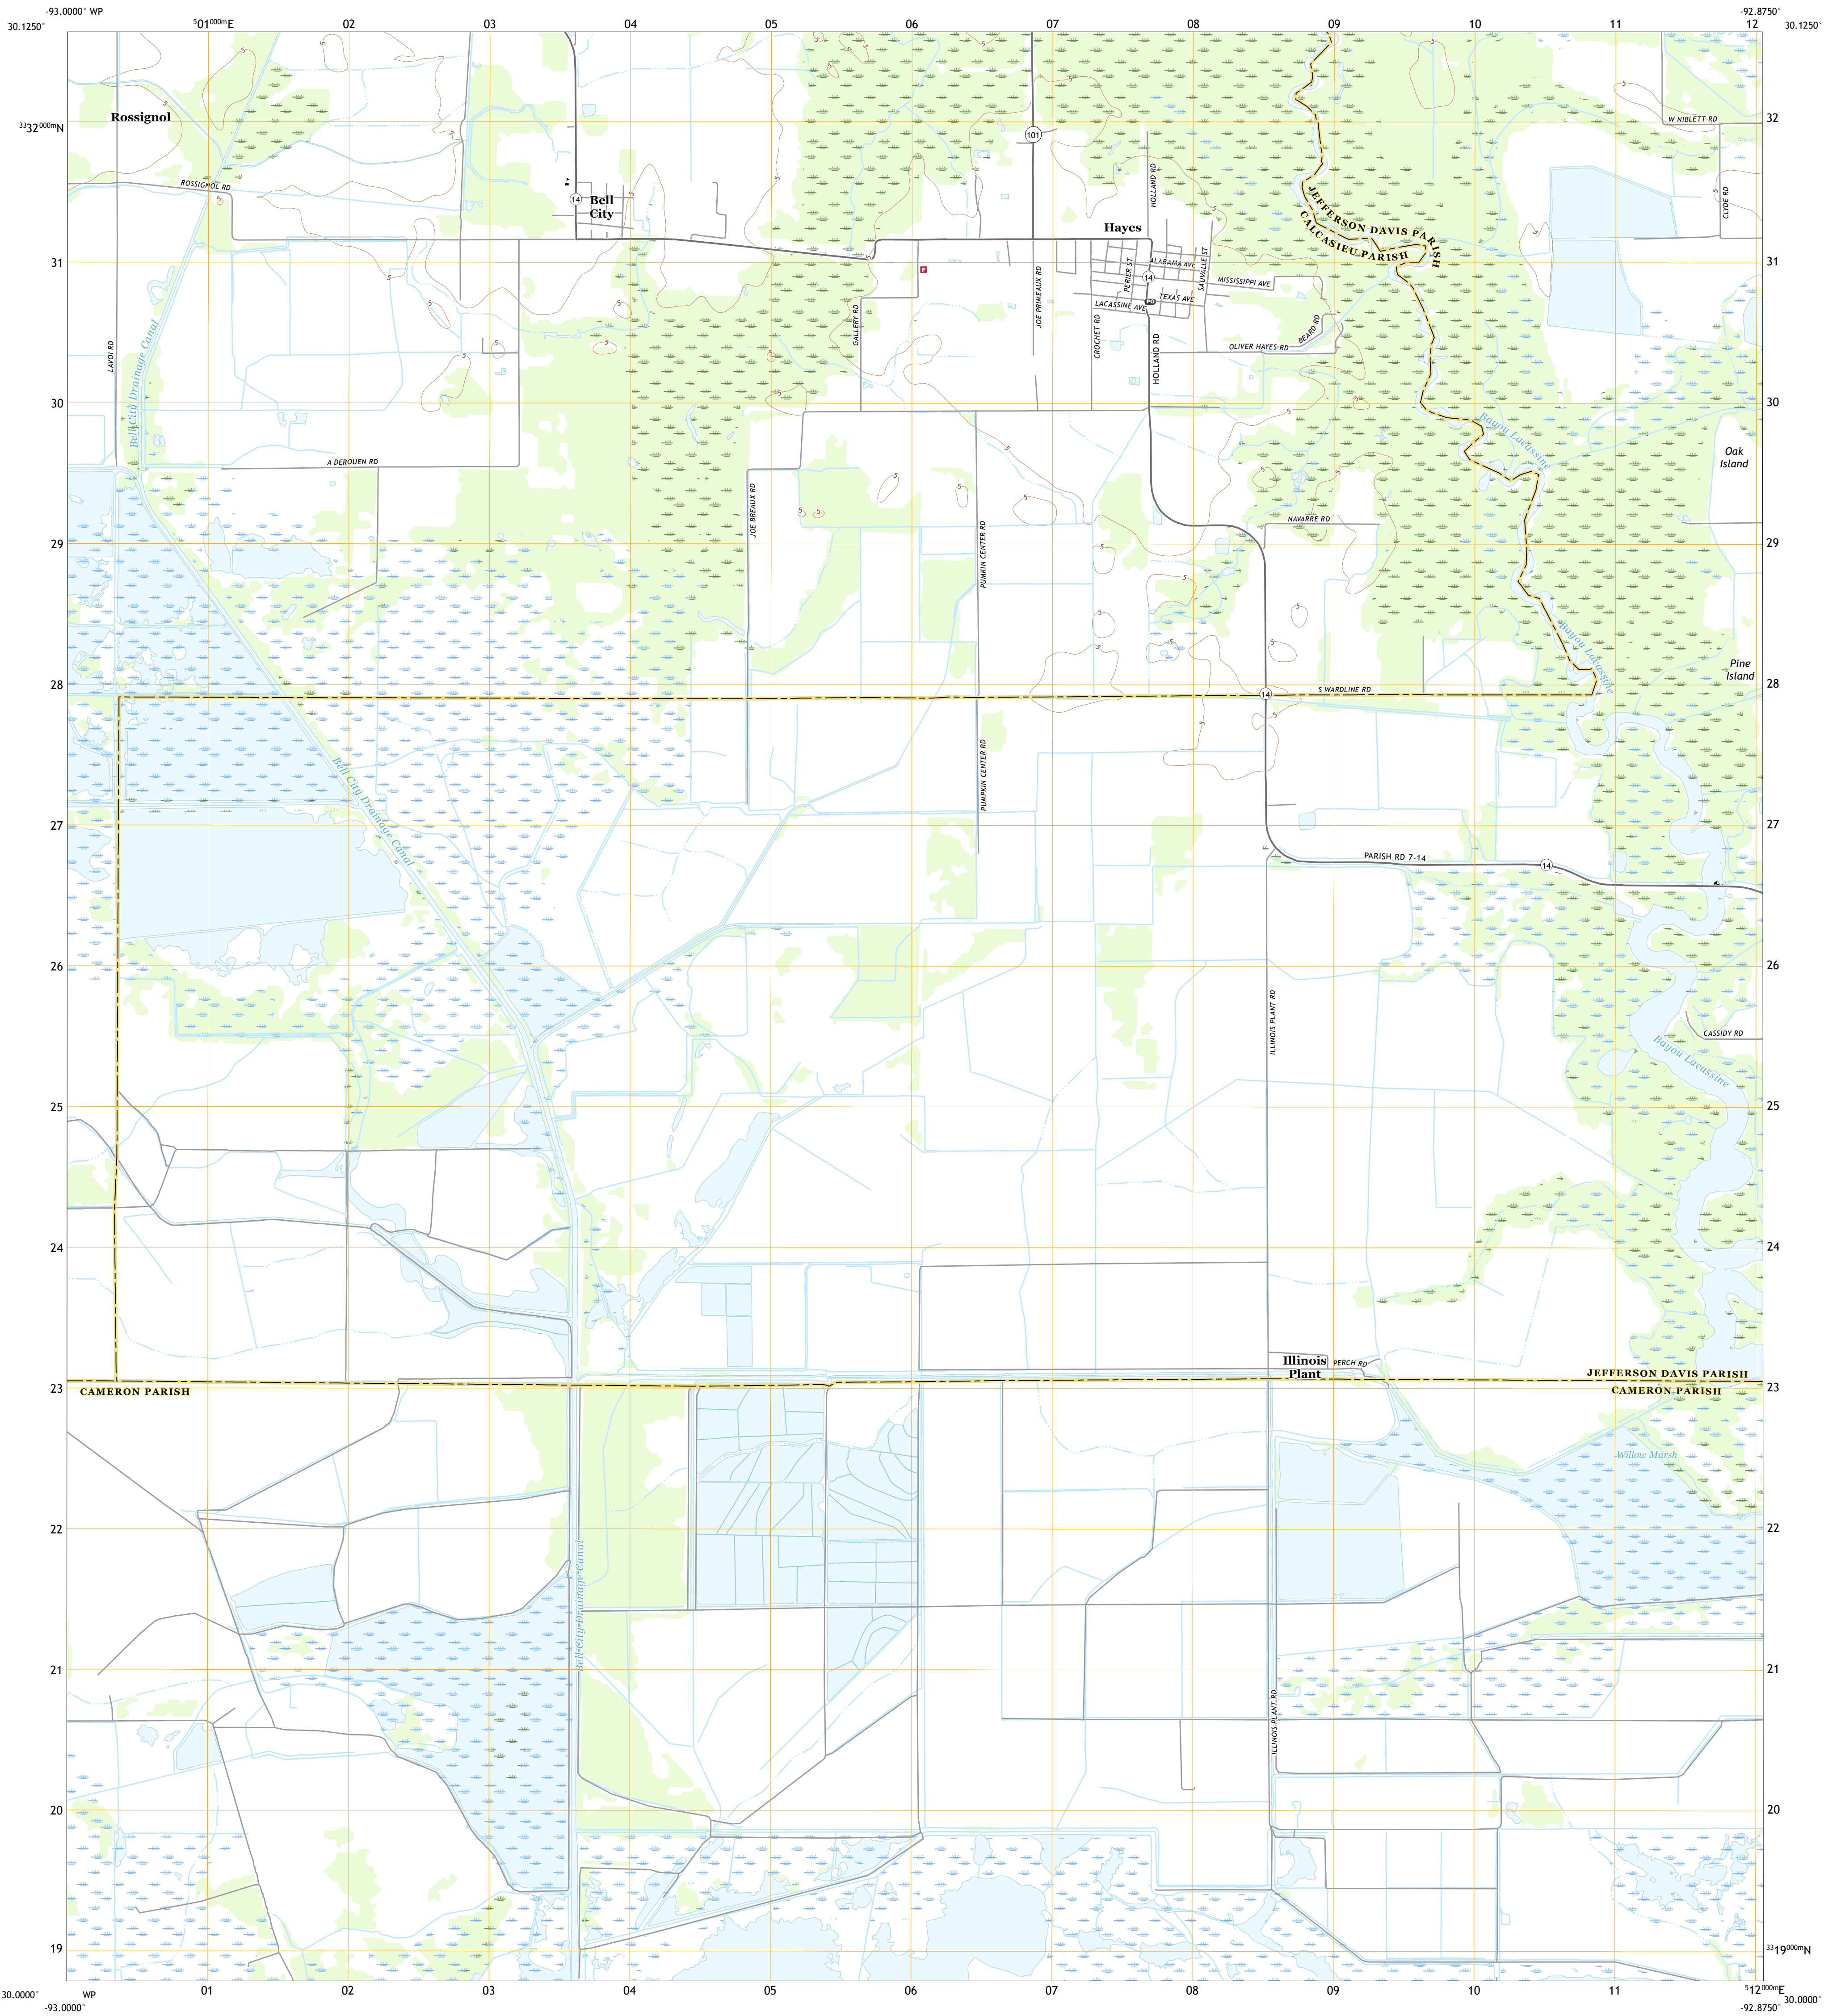 -93.0000° WP
-92.8750°
30.1250°
501000mE
02
03
04
05
06
07
08
09
10
11
12
30.1250°
3332000mN
32
Rossignol
W NIBLETT RD
101
ROSSIGNOL RD
14
Bell
City
HOLLAND RD
CLYDE RD
JEFFERSON DAVIS PARISH
CALCASIEU PARISH
Hayes
31
31
ALABAMA AVE
PERIER ST
SAUVALLE ST
14
MISSISSIPPI AVE
TEXAS AVE
LACASSINE AVE
JOE PRIMEAUX RD
GALLERY RD
CROCHET RD
HOLLAND RD
BEARD RD
OLIVER HAYES RD
LAVOI RD
Bell City Drainage Canal
30
30
Bayou Lacassine
Oak
Island
A DEROUEN RD
JOE BREAUX RD
PUMKIN CENTER RD
NAVARRE RD
29
29
5
Bayou Lacassine
Pine
Island
28
28
14
S WARDLINE RD
Bell City Drainage Canal
PUMPKIN CENTER RD
27
27
PARISH RD 7-14
14
26
26
ILLINOIS PLANT RD
CASSIDY RD
Bayou Lacassine
25
25
24
24
Illinois
Plant
PERCH RD
23
23
CAMERON PARISH
JEFFERSON DAVIS PARISH
CAMERON PARISH
Willow Marsh
22
22
Bell City Drainage Canal
21
21
ILLINOIS PLANT RD
20
20
19
3319000mN
30.0000°
WP
01
02
03
04
05
06
07
08
09
10
11
512000mE
30.0000°
-93.0000°
-92.8750°